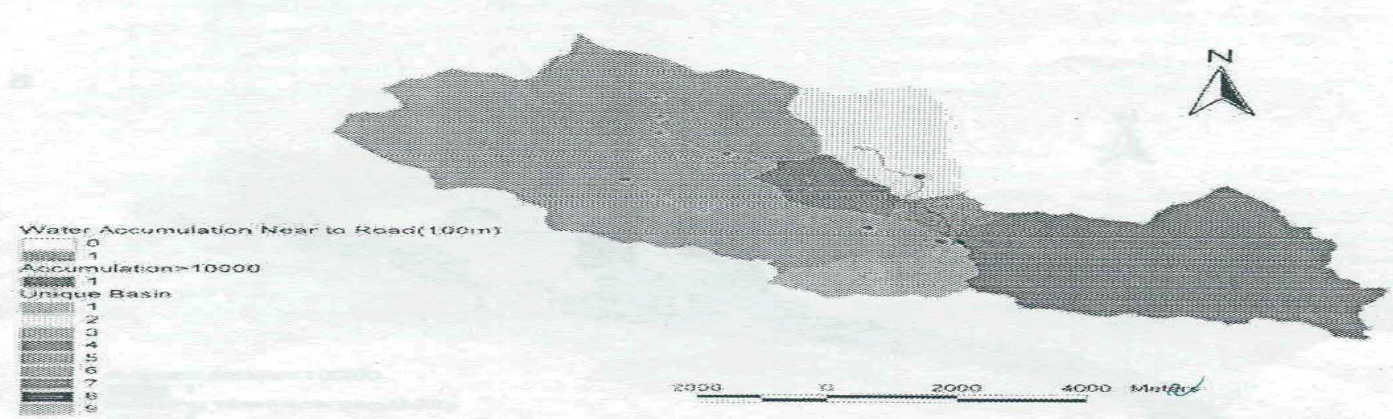 N
Water Accumulation Near to Road(100m)
0
1
Accumulation>10000
1
Unique Basin
1
2
3
4
5
6
7
8
9
2000 0 2000 4000 Meters